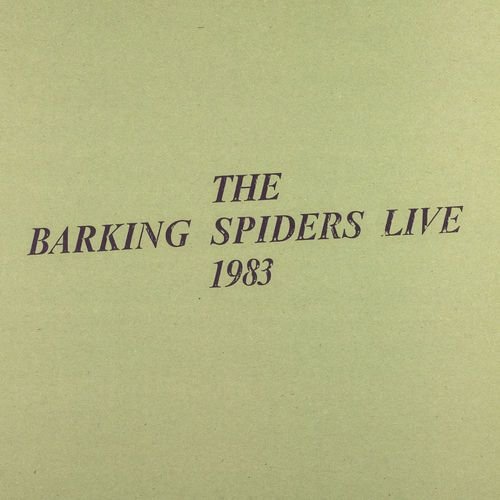 THE
BARKING SPIDERS LIVE
1983